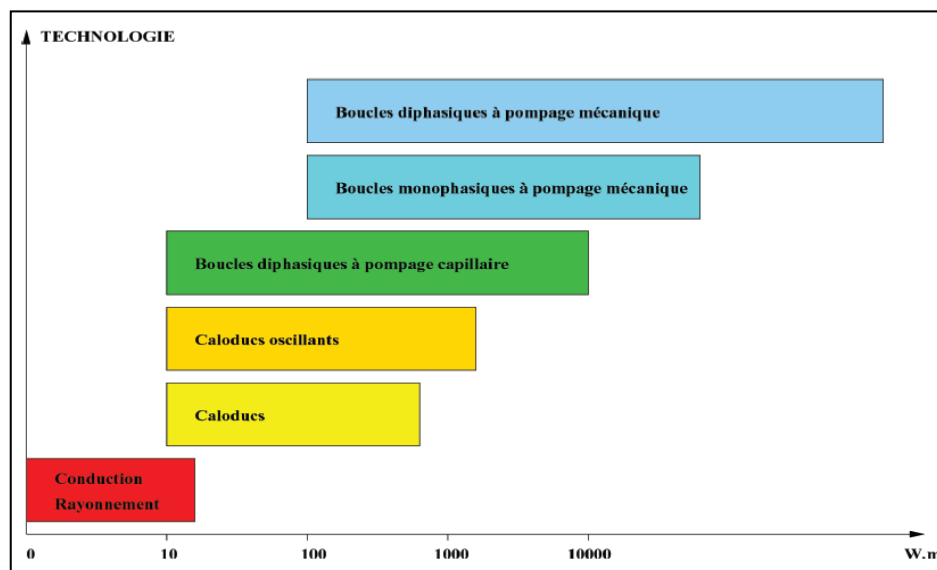 TECHNOLOGIE
Boucles diphasiques à pompage mécanique
Boucles monophasiques à pompage mécanique
Boucles diphasiques à pompage capillaire
Caloducs oscillants
Caloducs
Conduction
Rayonnement
0 10 100 1000 10000 W.m